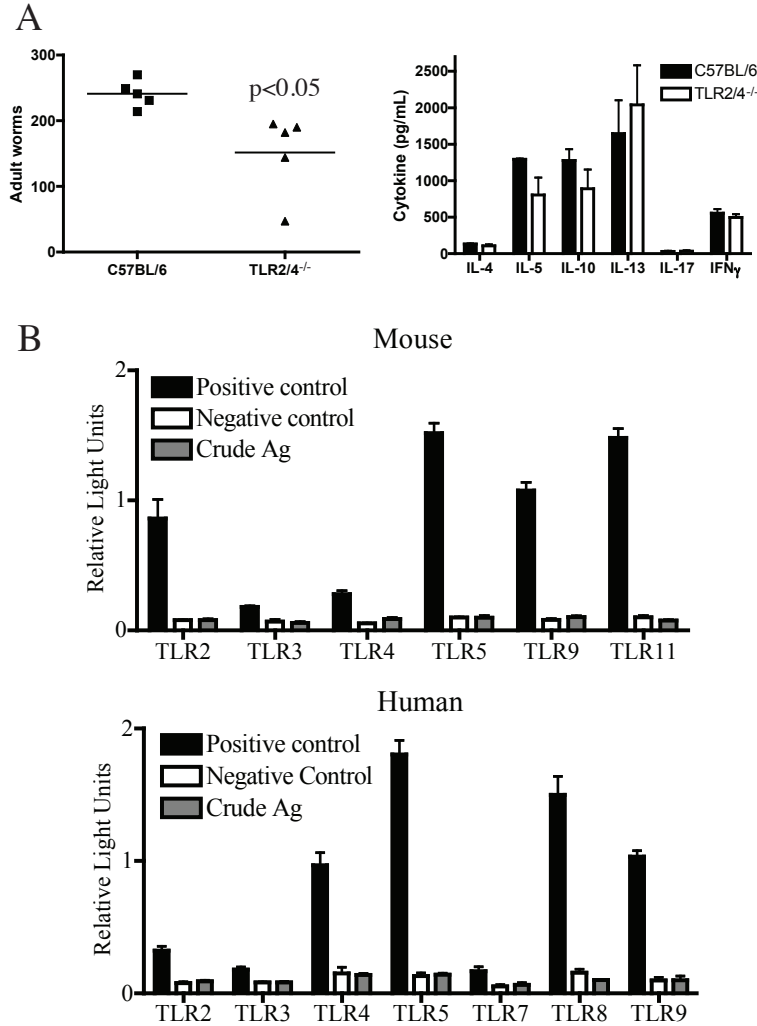 A
300
200
100
0
Adult worms
p<0.05
C57BL/6
TLR2/4-/-
2500
2000
1500
1000
500
0
Cytokine (pg/mL)
C57BL/6
TLR2/4-/-
IL-4 IL-5 IL-10 IL-13 IL-17 IFNγ
B
Mouse
2
1
0
Relative Light Units
Positive control
Negative control
Crude Ag
TLR2 TLR3 TLR4 TLR5 TLR9 TLR11
Human
2
1
0
Relative Light Units
Positive control
Negative Control
Crude Ag
TLR2 TLR3 TLR4 TLR5 TLR7 TLR8 TLR9